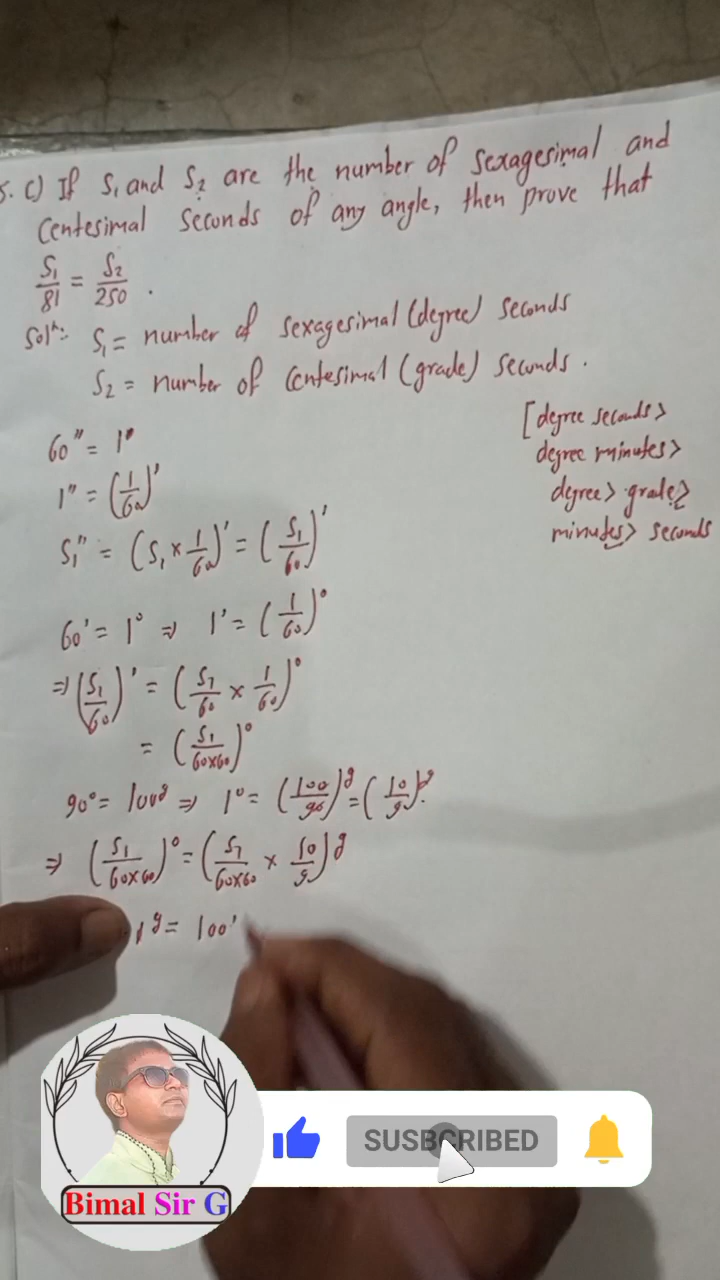 5. c) If S₁ and S₂ are the number of sexagesimal and
Centesimal seconds of any angle, then prove that
S₁/81 = S₂/250 .
Solⁿ: S₁ = number of sexagesimal (degree) seconds
S₂ = number of Centesimal (grade) seconds .
[degree seconds>
degree minutes>
degree> grade>
minutes> seconds
60" = 1'
1" = (1/60)'
S₁" = (S₁ × 1/60)' = (S₁/60)'
60' = 1° ⇒ 1' = (1/60)°
⇒ (S₁/60)' = (S₁/60 × 1/60)°
= (S₁/60×60)°
90° = 100g ⇒ 1° = (100/90)g = (10/9)g.
⇒ (S₁/60×60)° = (S₁/60×60 × 10/9)g
1g = 100'
SUSBCRIBED
Bimal Sir G